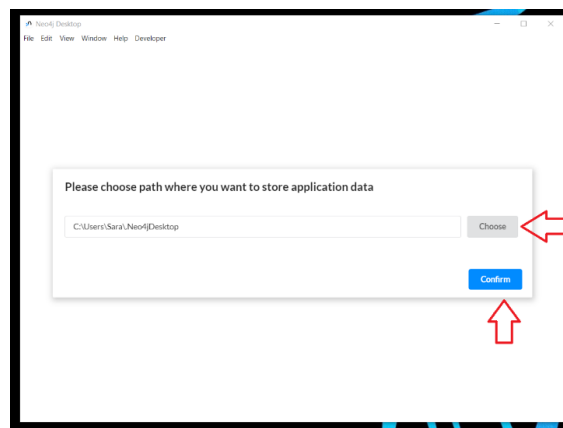 Neo4j Desktop
File Edit View Window Help Developer
Please choose path where you want to store application data
C:\Users\Sara\.Neo4jDesktop
Choose
Confirm